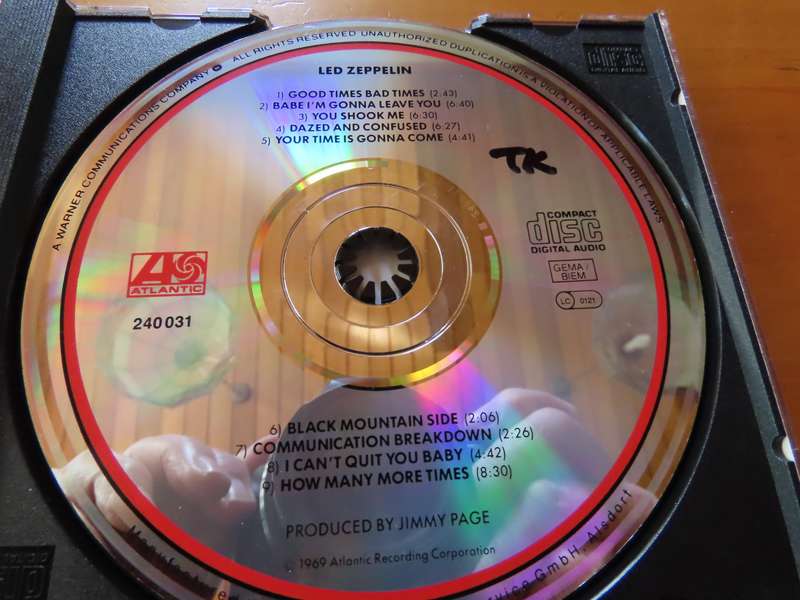 A WARNER COMMUNICATIONS COMPANY ALL RIGHTS RESERVED UNAUTHORIZED DUPLICATION IS A VIOLATION OF APPLICABLE LAWS
LED ZEPPELIN
1) GOOD TIMES BAD TIMES (2:43)
2) BABE I'M GONNA LEAVE YOU (6:40)
3) YOU SHOOK ME (6:30)
4) DAZED AND CONFUSED (6:27)
5) YOUR TIME IS GONNA COME (4:41)
TK
COMPACT
disc
DIGITAL AUDIO
GEMA/
BIEM
LC 0121
ATLANTIC
240 031
6) BLACK MOUNTAIN SIDE (2:06)
7) COMMUNICATION BREAKDOWN (2:26)
8) I CAN'T QUIT YOU BABY (4:42)
9) HOW MANY MORE TIMES (8:30)
PRODUCED BY JIMMY PAGE
1969 Atlantic Recording Corporation
GmbH, Alsdorf
COMPACT
disc
DIGITAL AUDIO